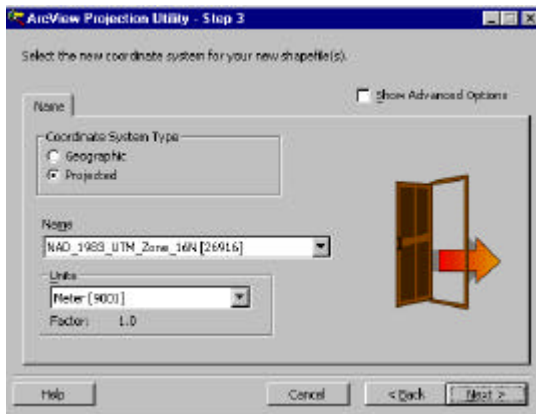 ArcView Projection Utility - Step 3
Select the new coordinate system for your new shapefile(s).
Show Advanced Options
Name
Coordinate System Type
Geographic
Projected
Name
NAD_1983_UTM_Zone_16N [26916]
Units
Meter [9001]
Factor: 1.0
Help
Cancel
< Back
Next >